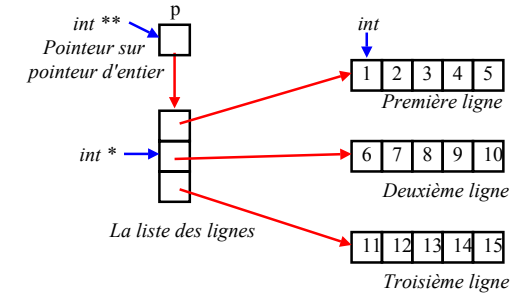 int **
p
Pointeur sur
pointeur d'entier
int
1 2 3 4 5
Première ligne
int *
6 7 8 9 10
Deuxième ligne
La liste des lignes
11 12 13 14 15
Troisième ligne